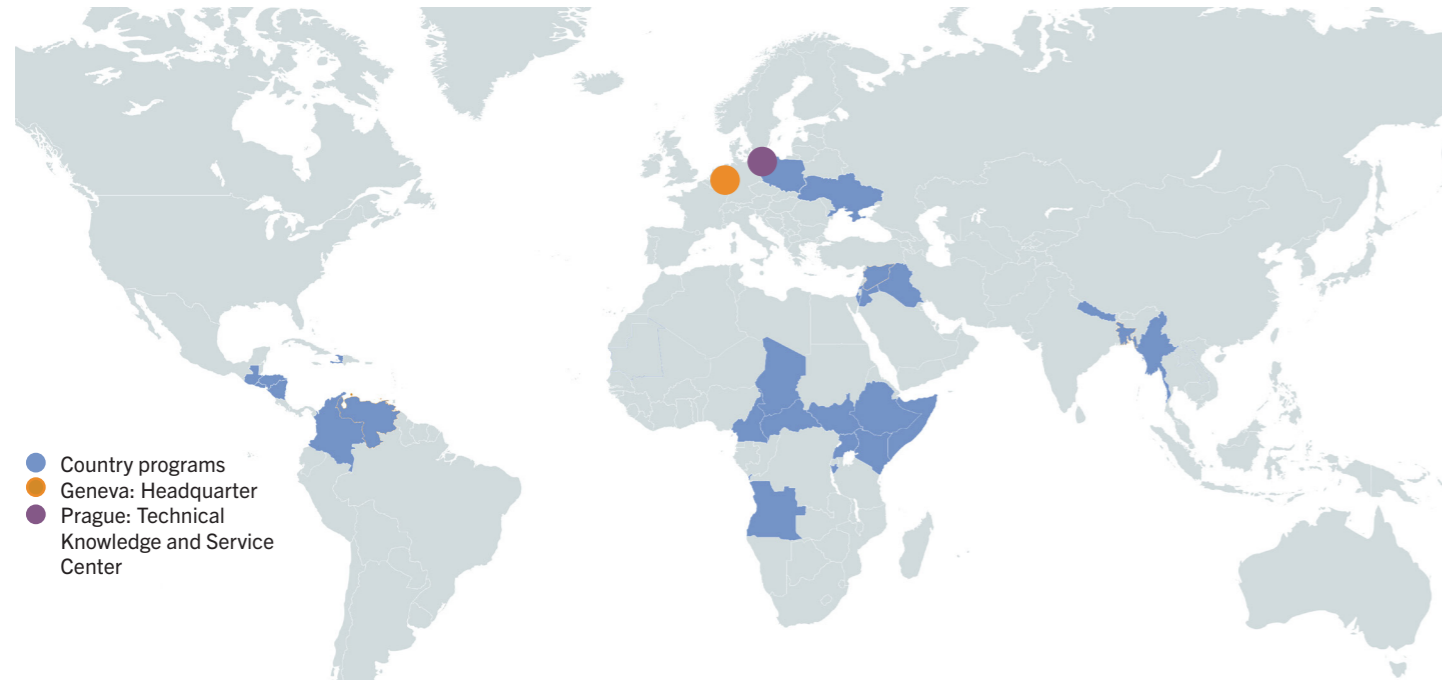 Country programs
Geneva: Headquarter
Prague: Technical
Knowledge and Service
Center